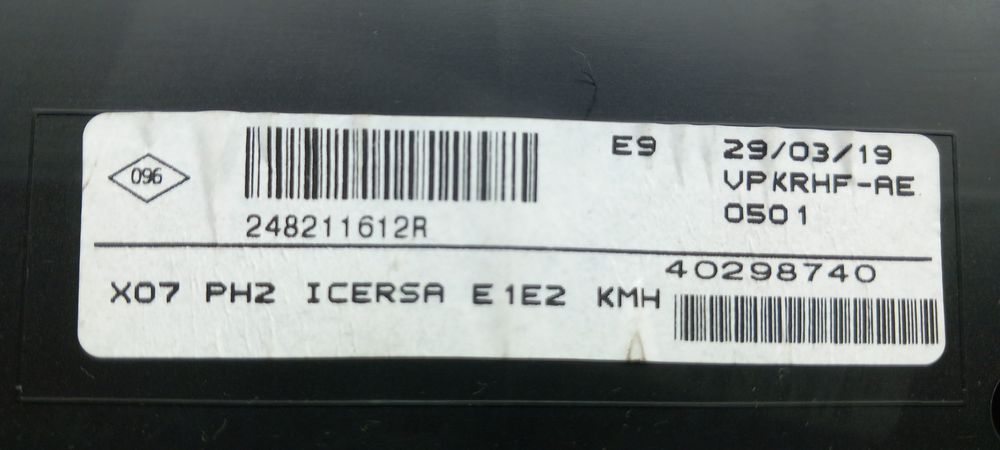 096
248211612R
E9
29/03/19
VPKRHF-AE
0501
40298740
X07 PH2 ICERSA E1E2 KMH